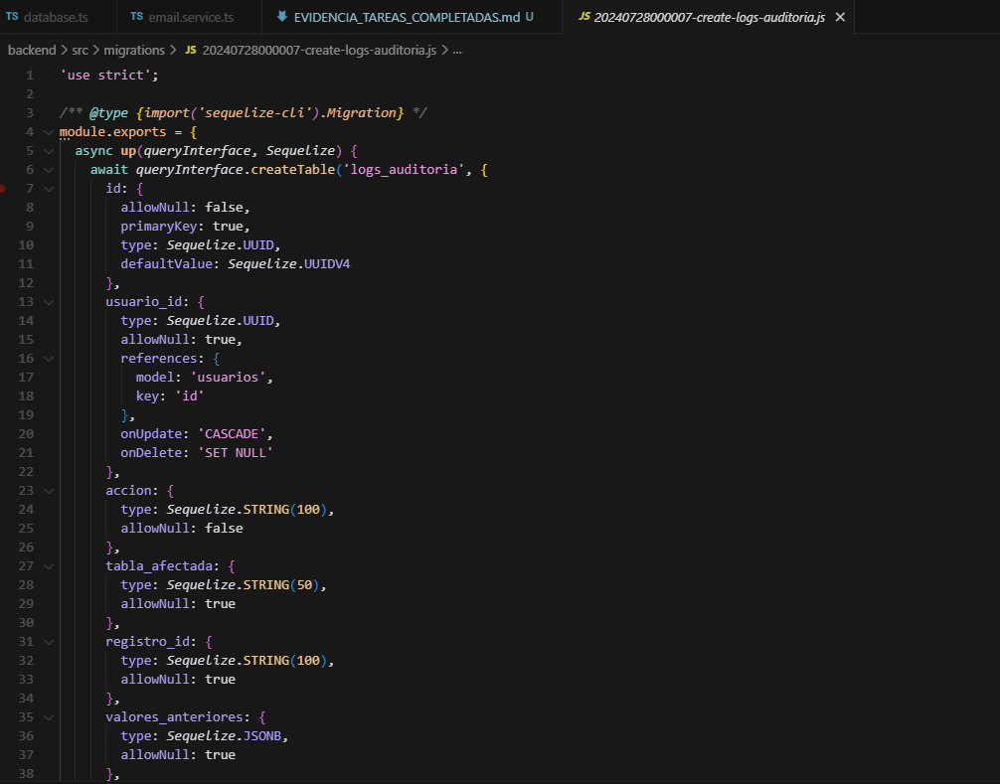 TS database.ts TS email.service.ts EVIDENCIA_TAREAS_COMPLETADAS.md U JS 20240728000007-create-logs-auditoria.js ×
backend > src > migrations > JS 20240728000007-create-logs-auditoria.js > ...
1 'use strict';
2
3 /** @type {import('sequelize-cli').Migration} */
4 module.exports = {
5   async up(queryInterface, Sequelize) {
6     await queryInterface.createTable('logs_auditoria', {
7       id: {
8         allowNull: false,
9         primaryKey: true,
10         type: Sequelize.UUID,
11         defaultValue: Sequelize.UUIDV4
12       },
13       usuario_id: {
14         type: Sequelize.UUID,
15         allowNull: true,
16         references: {
17           model: 'usuarios',
18           key: 'id'
19         },
20         onUpdate: 'CASCADE',
21         onDelete: 'SET NULL'
22       },
23       accion: {
24         type: Sequelize.STRING(100),
25         allowNull: false
26       },
27       tabla_afectada: {
28         type: Sequelize.STRING(50),
29         allowNull: true
30       },
31       registro_id: {
32         type: Sequelize.STRING(100),
33         allowNull: true
34       },
35       valores_anteriores: {
36         type: Sequelize.JSONB,
37         allowNull: true
38       },